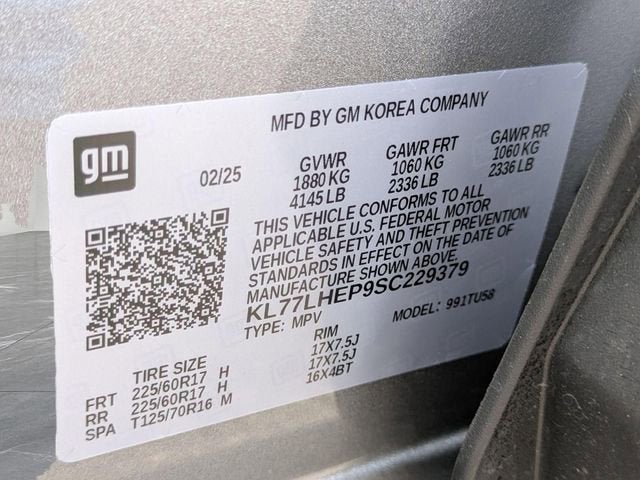 MFD BY GM KOREA COMPANY
gm
02/25
GVWR
1880 KG
4145 LB
GAWR FRT
1060 KG
2336 LB
GAWR RR
1060 KG
2336 LB
THIS VEHICLE CONFORMS TO ALL
APPLICABLE U.S. FEDERAL MOTOR
VEHICLE SAFETY AND THEFT PREVENTION
STANDARDS IN EFFECT ON THE DATE OF
MANUFACTURE SHOWN ABOVE.
KL77LHEP9SC229379
TYPE: MPV MODEL: 991TU58
TIRE SIZE RIM
FRT 225/60R17 H 17X7.5J
RR 225/60R17 H 17X7.5J
SPA T125/70R16 M 16X4BT